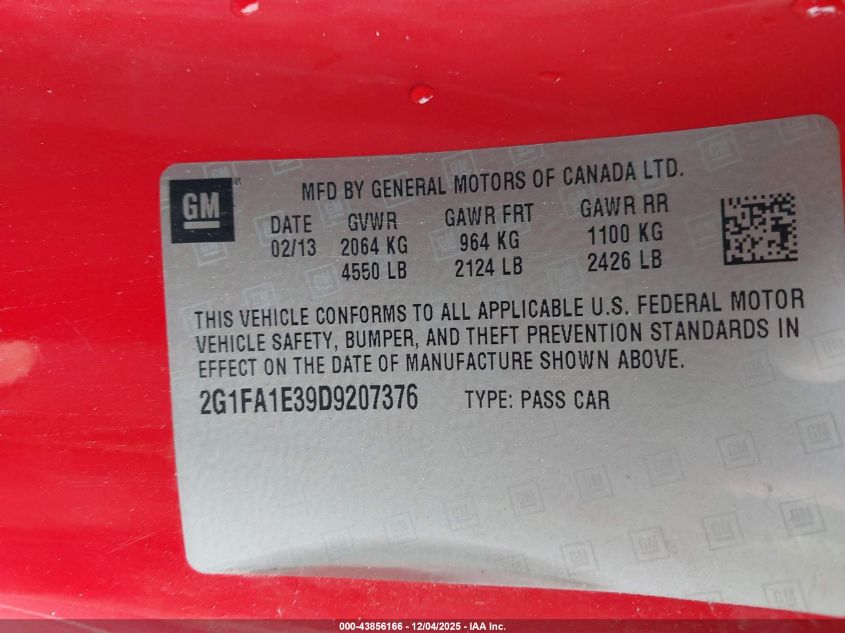 GM
MFD BY GENERAL MOTORS OF CANADA LTD.
DATE GVWR GAWR FRT GAWR RR
02/13 2064 KG 964 KG 1100 KG
4550 LB 2124 LB 2426 LB
THIS VEHICLE CONFORMS TO ALL APPLICABLE U.S. FEDERAL MOTOR
VEHICLE SAFETY, BUMPER, AND THEFT PREVENTION STANDARDS IN
EFFECT ON THE DATE OF MANUFACTURE SHOWN ABOVE.
2G1FA1E39D9207376 TYPE: PASS CAR
000-43856166 - 12/04/2025 - IAA Inc.